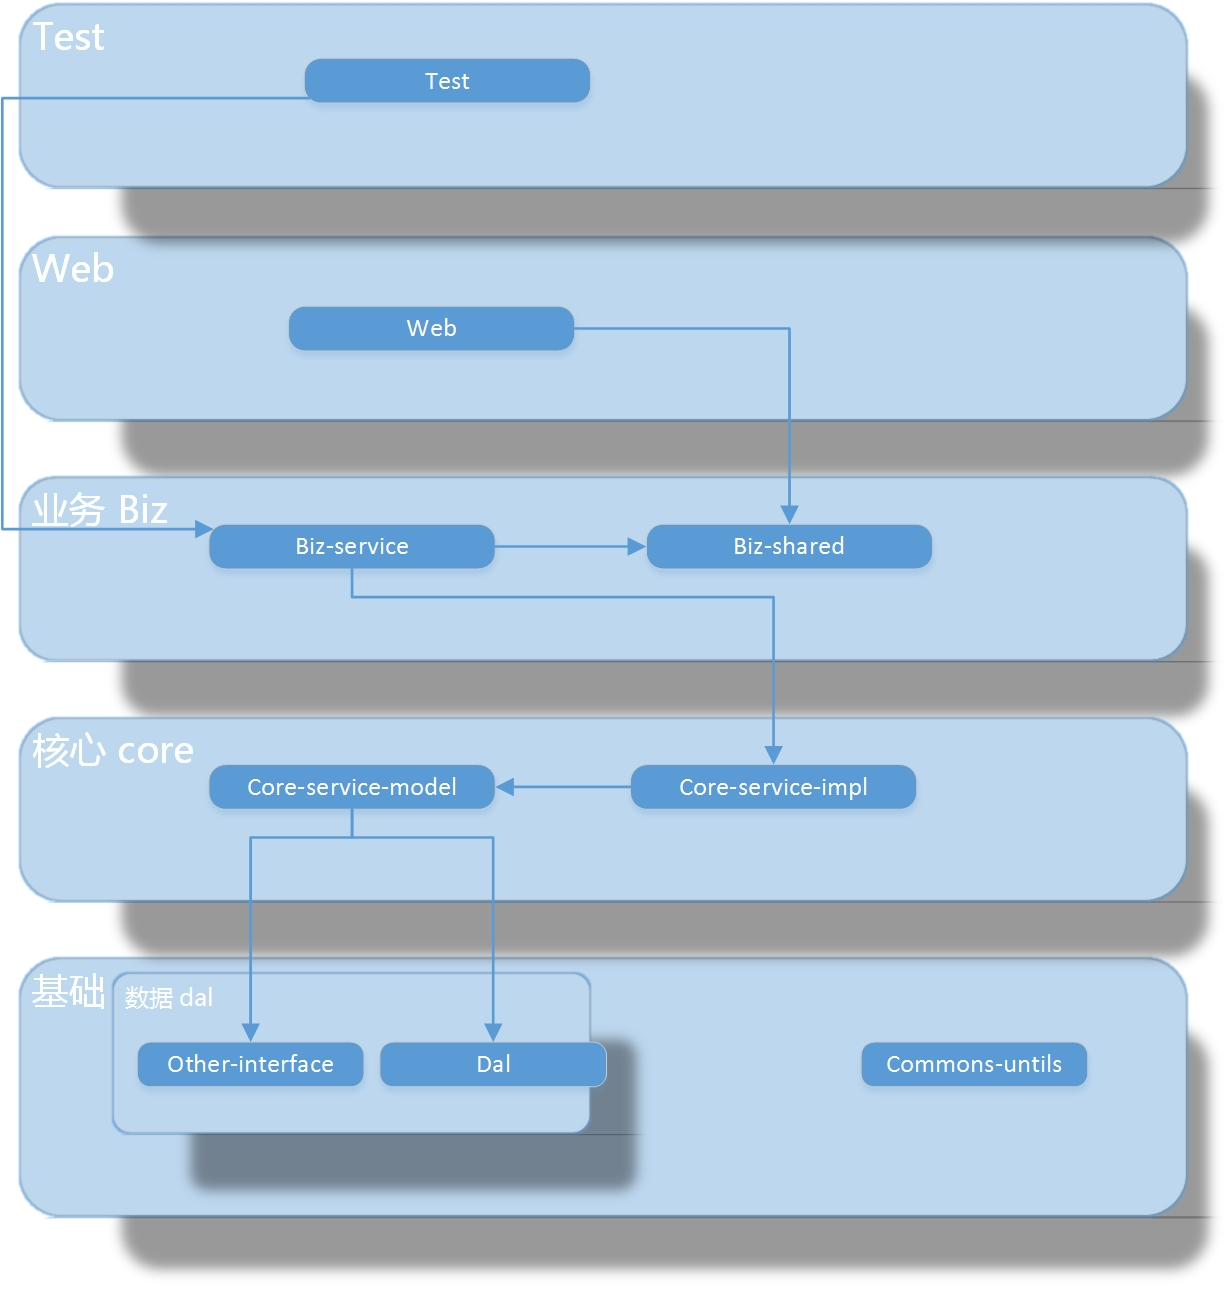 Test
Test
Web
Web
业务 Biz
Biz-service
Biz-shared
核心 core
Core-service-model
Core-service-impl
基础
数据 dal
Other-interface
Dal
Commons-untils